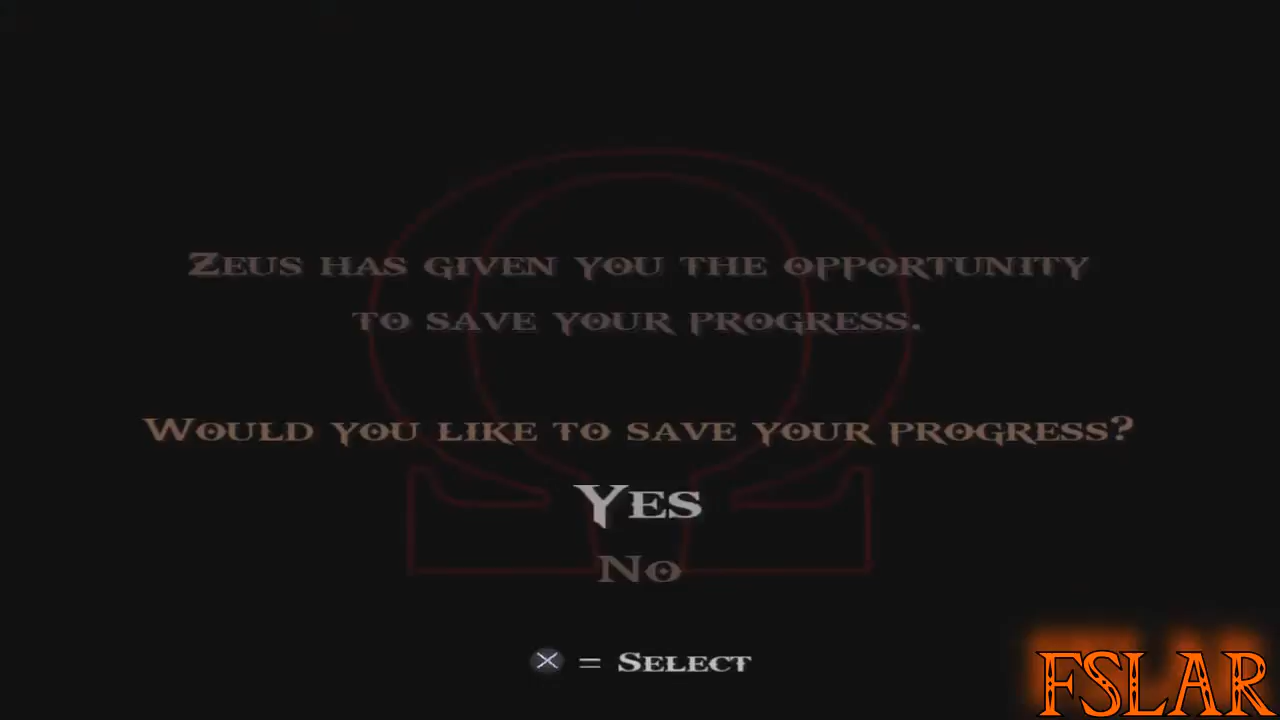 Zeus has given you the opportunity
to save your progress.
Would you like to save your progress?
Yes
No
= Select
FSLAR